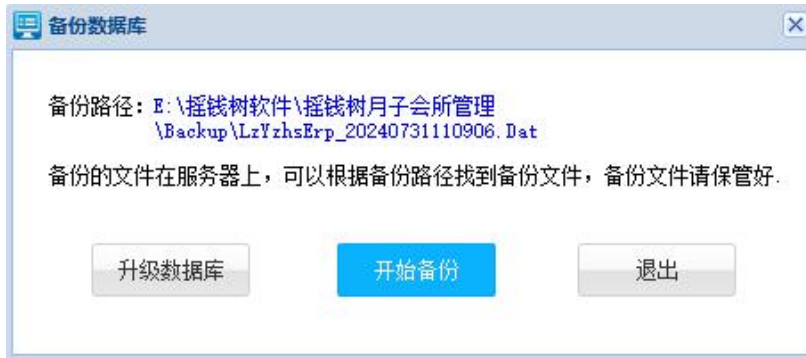 备份数据库
备份路径：E:\摇钱树软件\摇钱树月子会所管理
\Backup\LzYzhsErp_20240731110906.Dat
备份的文件在服务器上，可以根据备份路径找到备份文件，备份文件请保管好.
升级数据库 开始备份 退出